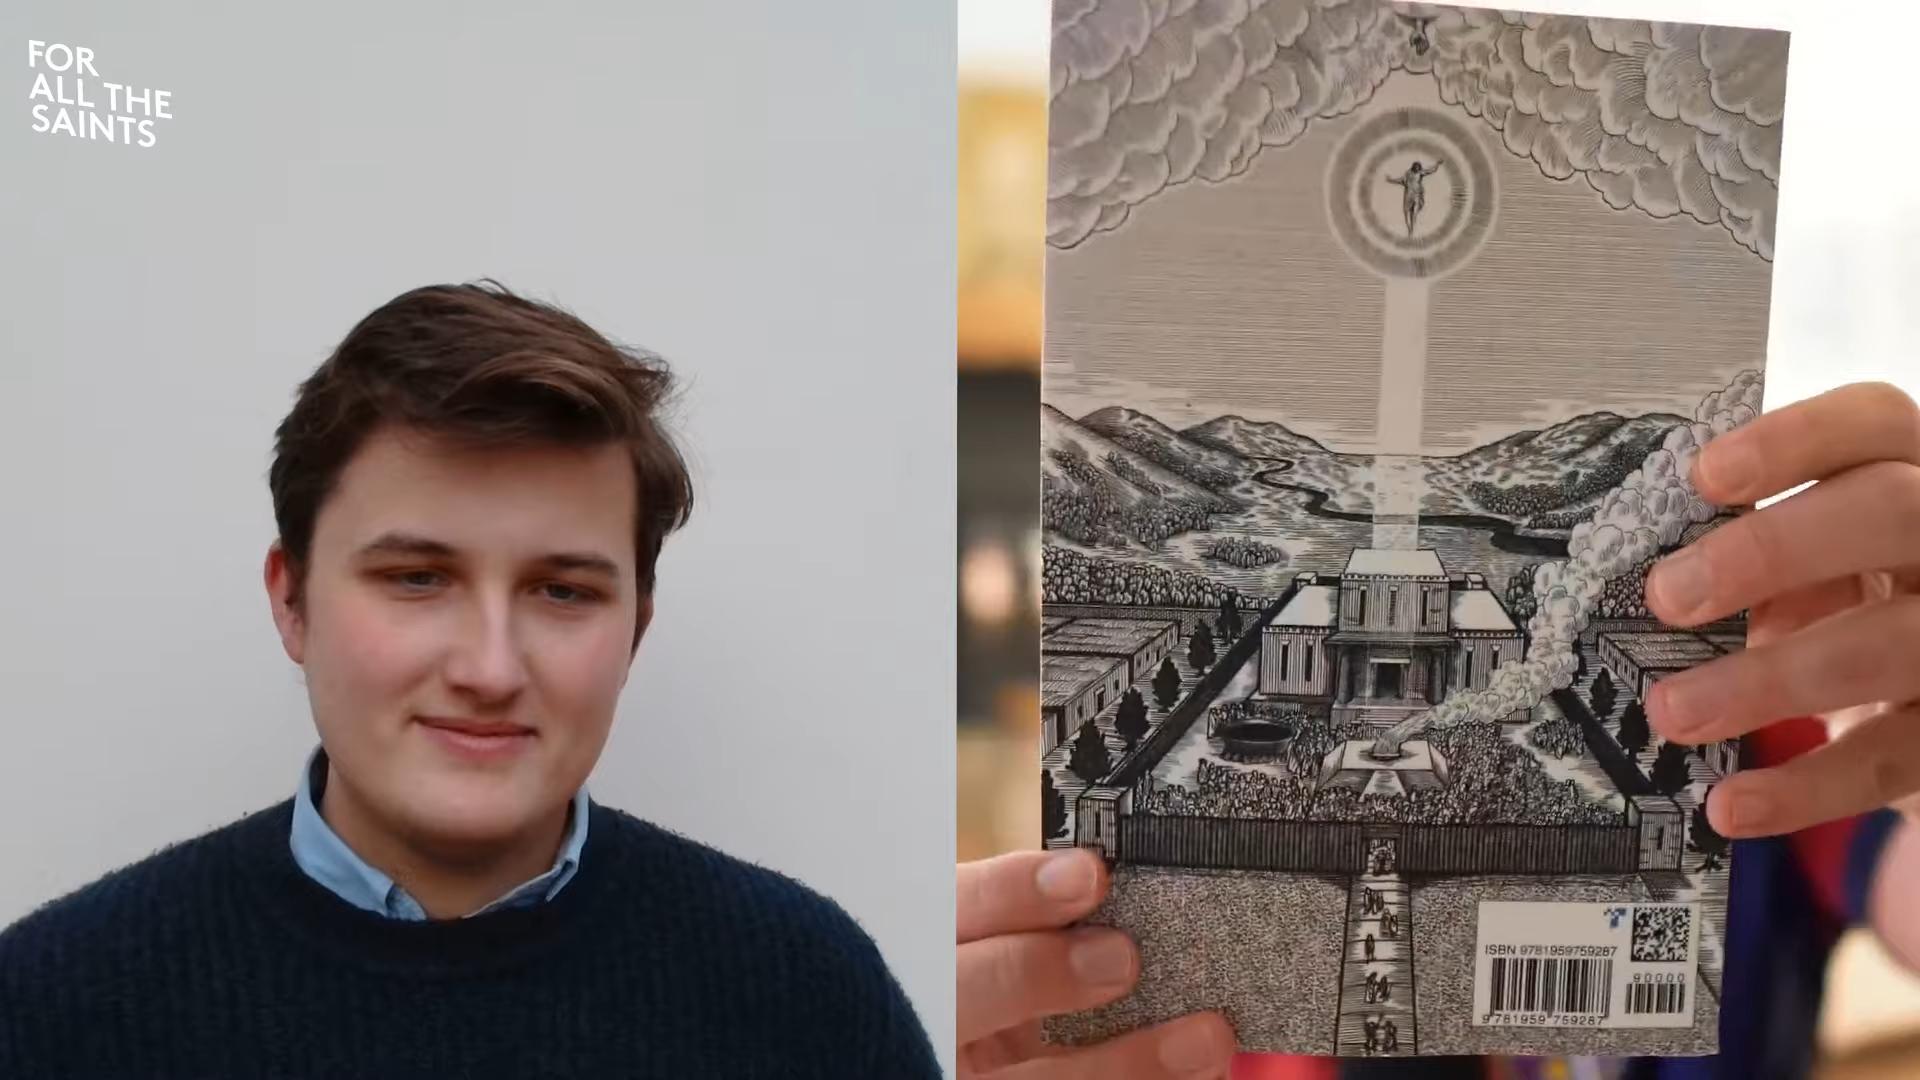 FOR
ALL THE
SAINTS
ISBN 9781959759287
90000
9 781959 759287